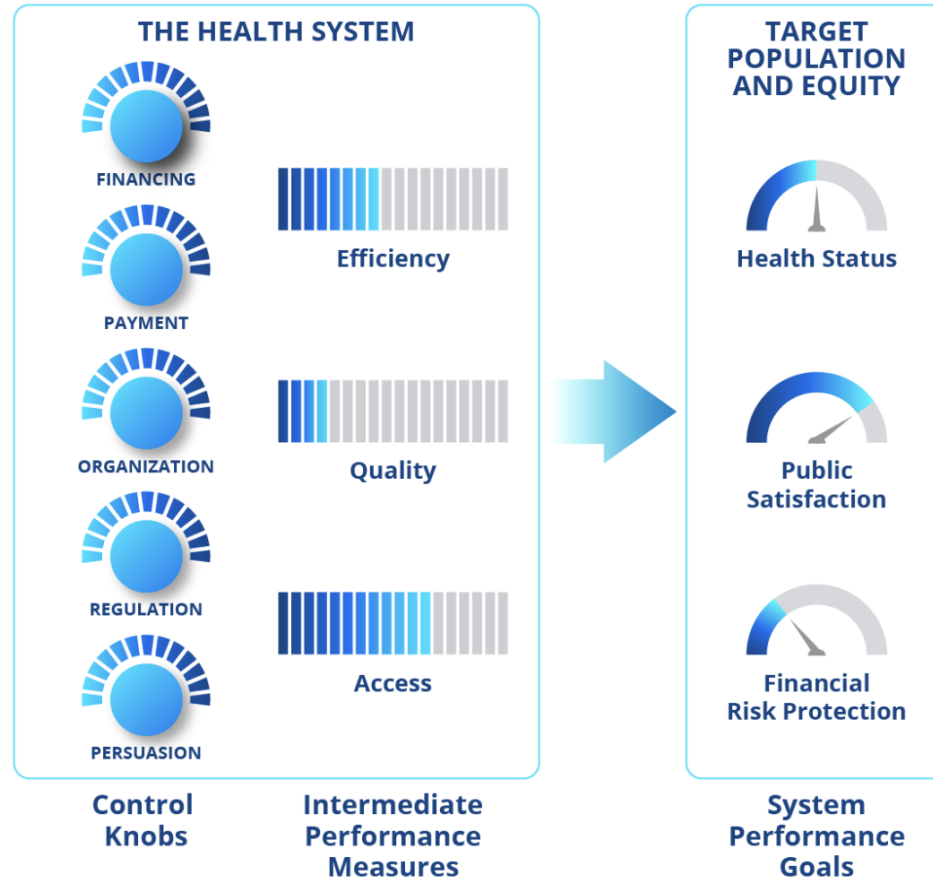 THE HEALTH SYSTEM
FINANCING
PAYMENT
ORGANIZATION
REGULATION
PERSUASION
Efficiency
Quality
Access
TARGET
POPULATION
AND EQUITY
Health Status
Public
Satisfaction
Financial
Risk Protection
Control
Knobs
Intermediate
Performance
Measures
System
Performance
Goals